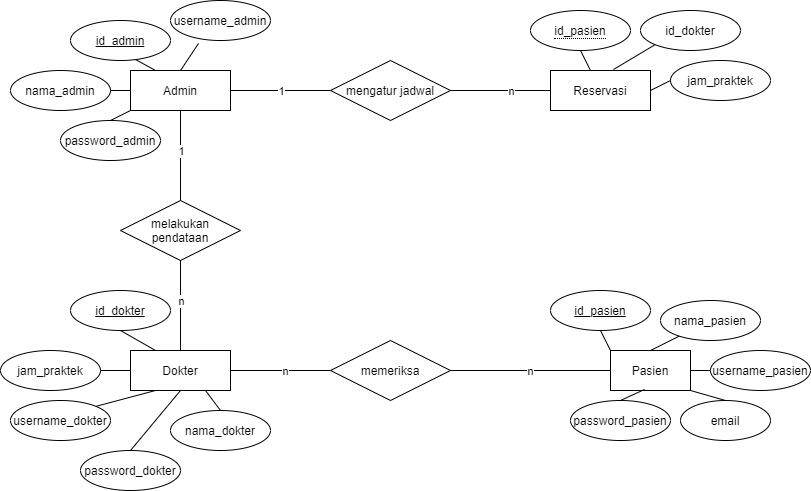 username_admin
id_admin
id_pasien
id_dokter
nama_admin
Admin
1
mengatur jadwal
n
Reservasi
jam_praktek
password_admin
1
melakukan
pendataan
n
id_dokter
id_pasien
nama_pasien
jam_praktek
Dokter
n
memeriksa
n
Pasien
username_pasien
username_dokter
nama_dokter
password_pasien
email
password_dokter